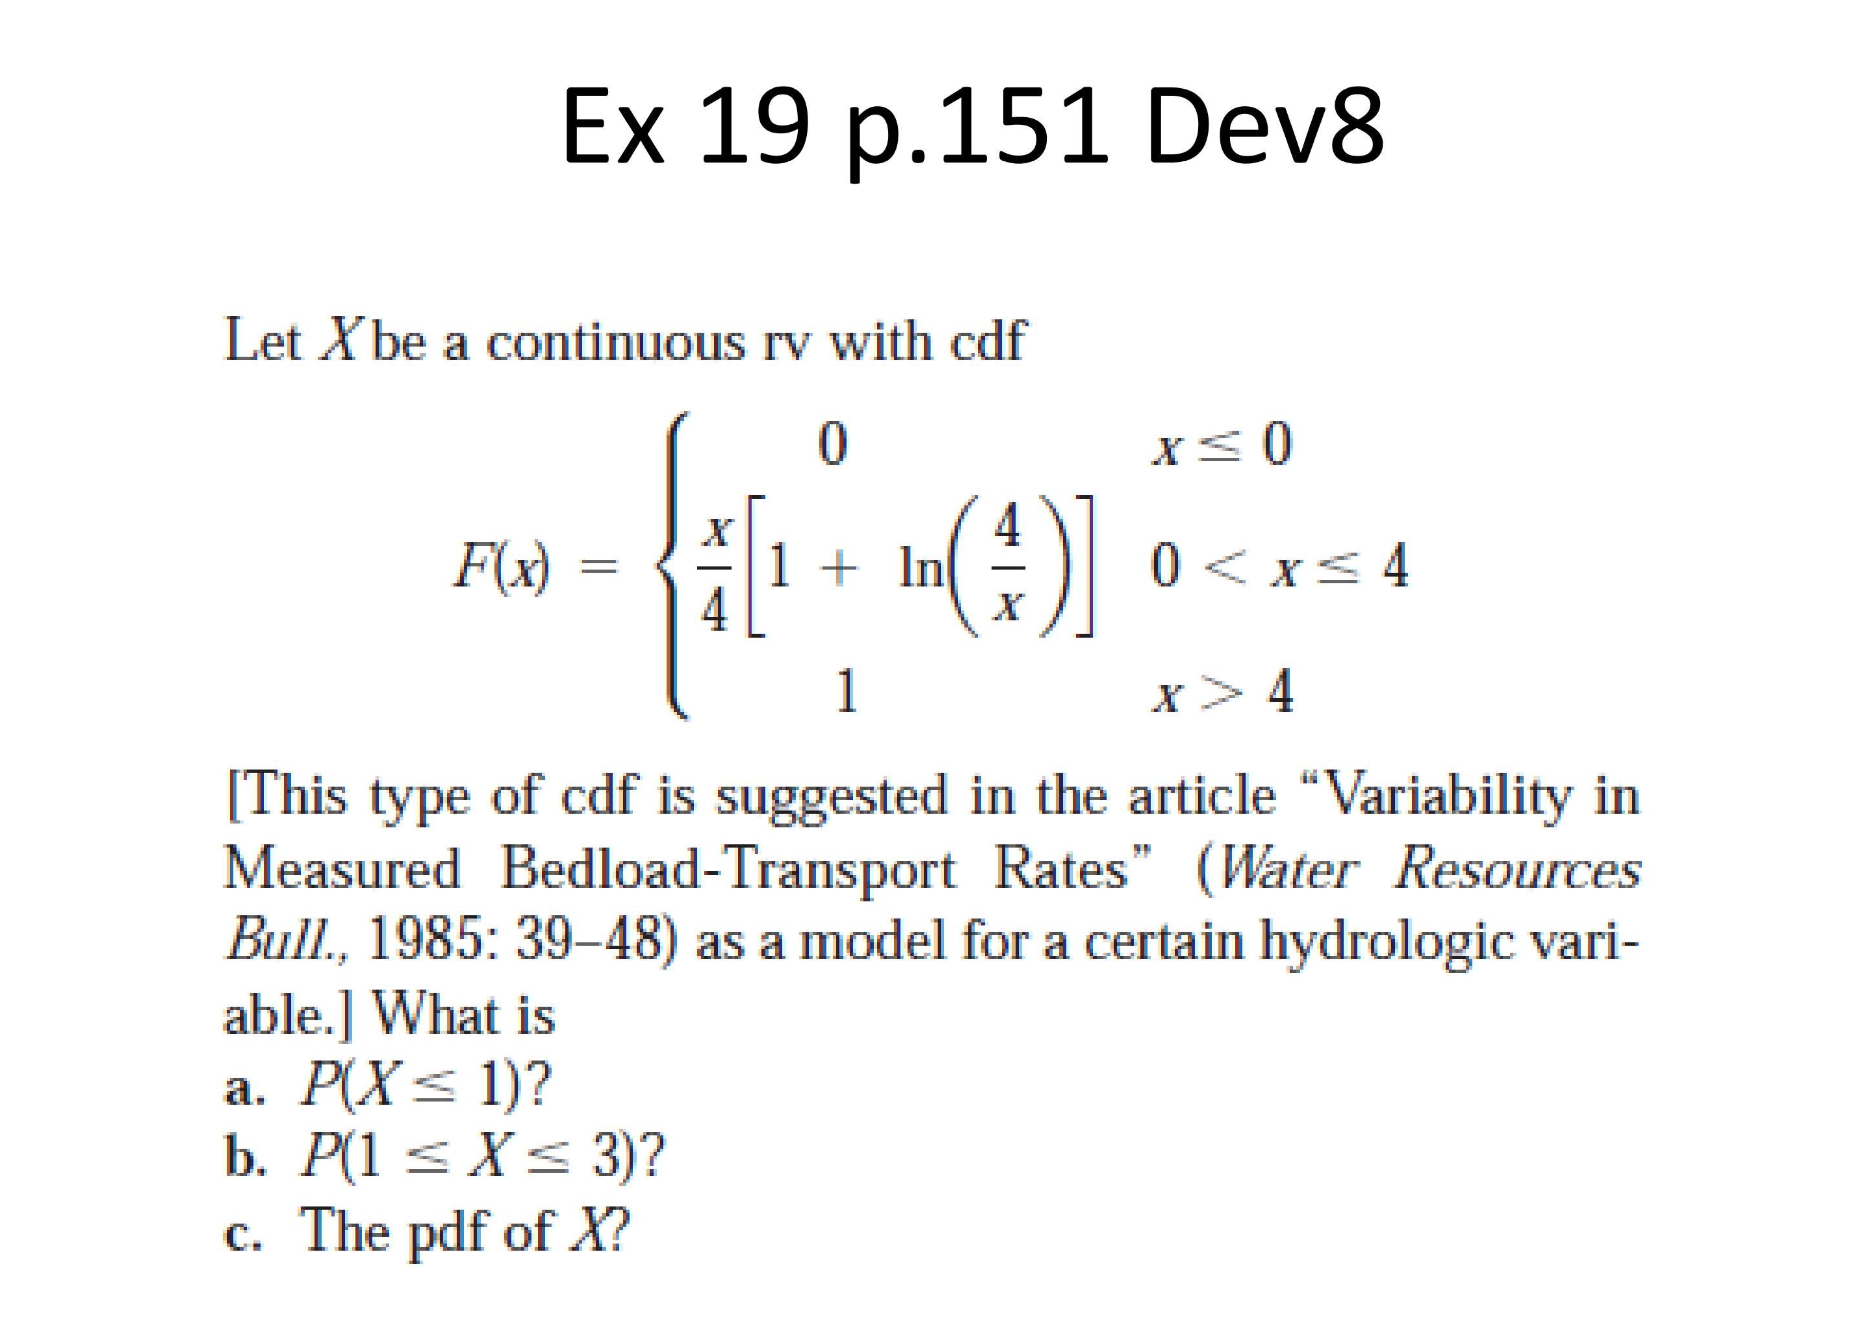 Ex 19 p.151 Dev8
Let X be a continuous rv with cdf
F(x) = { 0 x ≤ 0
x/4 [1 + ln(4/x)] 0 < x ≤ 4
1 x > 4
[This type of cdf is suggested in the article “Variability in
Measured Bedload-Transport Rates” (Water Resources
Bull., 1985: 39–48) as a model for a certain hydrologic vari-
able.] What is
a. P(X ≤ 1)?
b. P(1 ≤ X ≤ 3)?
c. The pdf of X?